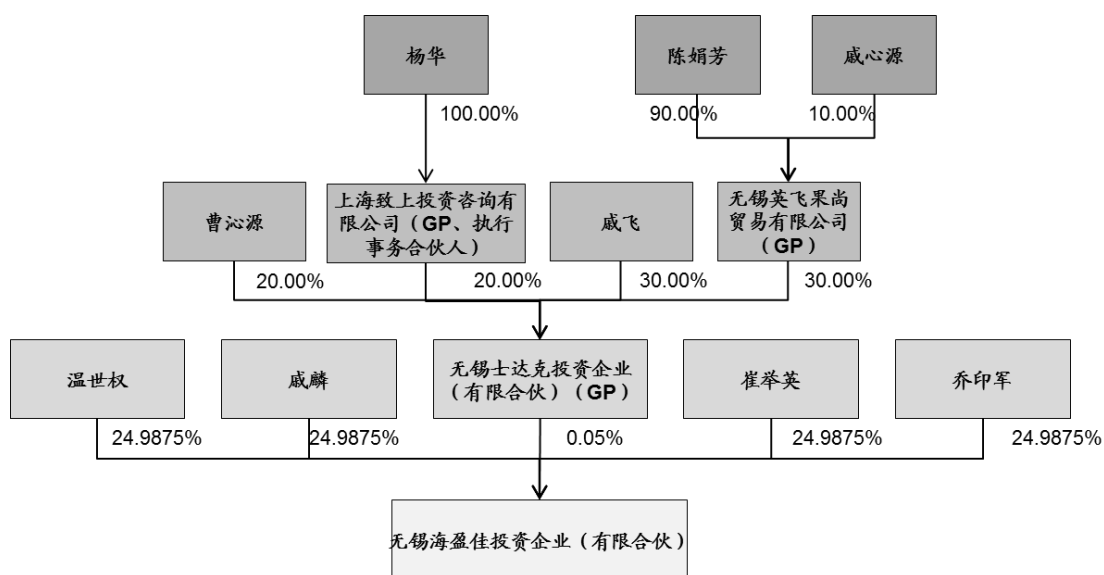 杨华
陈娟芳
戚心源
100.00%
90.00%
10.00%
曹沁源
上海致上投资咨询有
限公司（GP、执行
事务合伙人）
戚飞
无锡英飞果尚
贸易有限公司
（GP）
20.00%
20.00%
30.00%
30.00%
温世权
戚麟
无锡士达克投资企业
（有限合伙）（GP）
崔举英
乔印军
24.9875%
24.9875%
0.05%
24.9875%
24.9875%
无锡海盈佳投资企业（有限合伙）